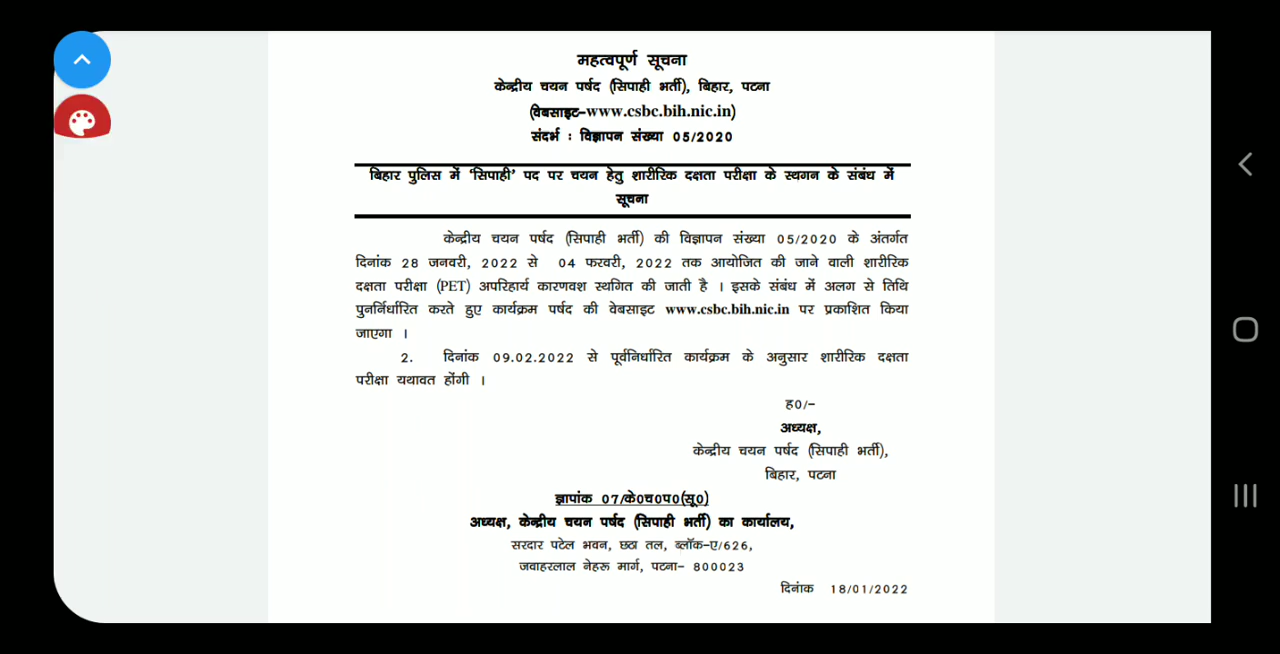 महत्वपूर्ण सूचना
केन्द्रीय चयन पर्षद (सिपाही भर्ती), बिहार, पटना
(वेबसाइट–www.csbc.bih.nic.in)
संदर्भ : विज्ञापन संख्या 05/2020
बिहार पुलिस में ‘सिपाही’ पद पर चयन हेतु शारीरिक दक्षता परीक्षा के स्थगन के संबंध में
सूचना
केन्द्रीय चयन पर्षद (सिपाही भर्ती) की विज्ञापन संख्या 05/2020 के अंतर्गत
दिनांक 28 जनवरी, 2022 से 04 फरवरी, 2022 तक आयोजित की जाने वाली शारीरिक
दक्षता परीक्षा (PET) अपरिहार्य कारणवश स्थगित की जाती है । इसके संबंध में अलग से तिथि
पुनर्निर्धारित करते हुए कार्यक्रम पर्षद की वेबसाइट www.csbc.bih.nic.in पर प्रकाशित किया
जाएगा ।
2. दिनांक 09.02.2022 से पूर्वनिर्धारित कार्यक्रम के अनुसार शारीरिक दक्षता
परीक्षा यथावत होंगी ।
ह0/–
अध्यक्ष,
केन्द्रीय चयन पर्षद (सिपाही भर्ती),
बिहार, पटना
ज्ञापांक 07/के0च0प0(सू0)
अध्यक्ष, केन्द्रीय चयन पर्षद (सिपाही भर्ती) का कार्यालय,
सरदार पटेल भवन, छठा तल, ब्लॉक–ए/626,
जवाहरलाल नेहरू मार्ग, पटना– 800023
दिनांक 18/01/2022